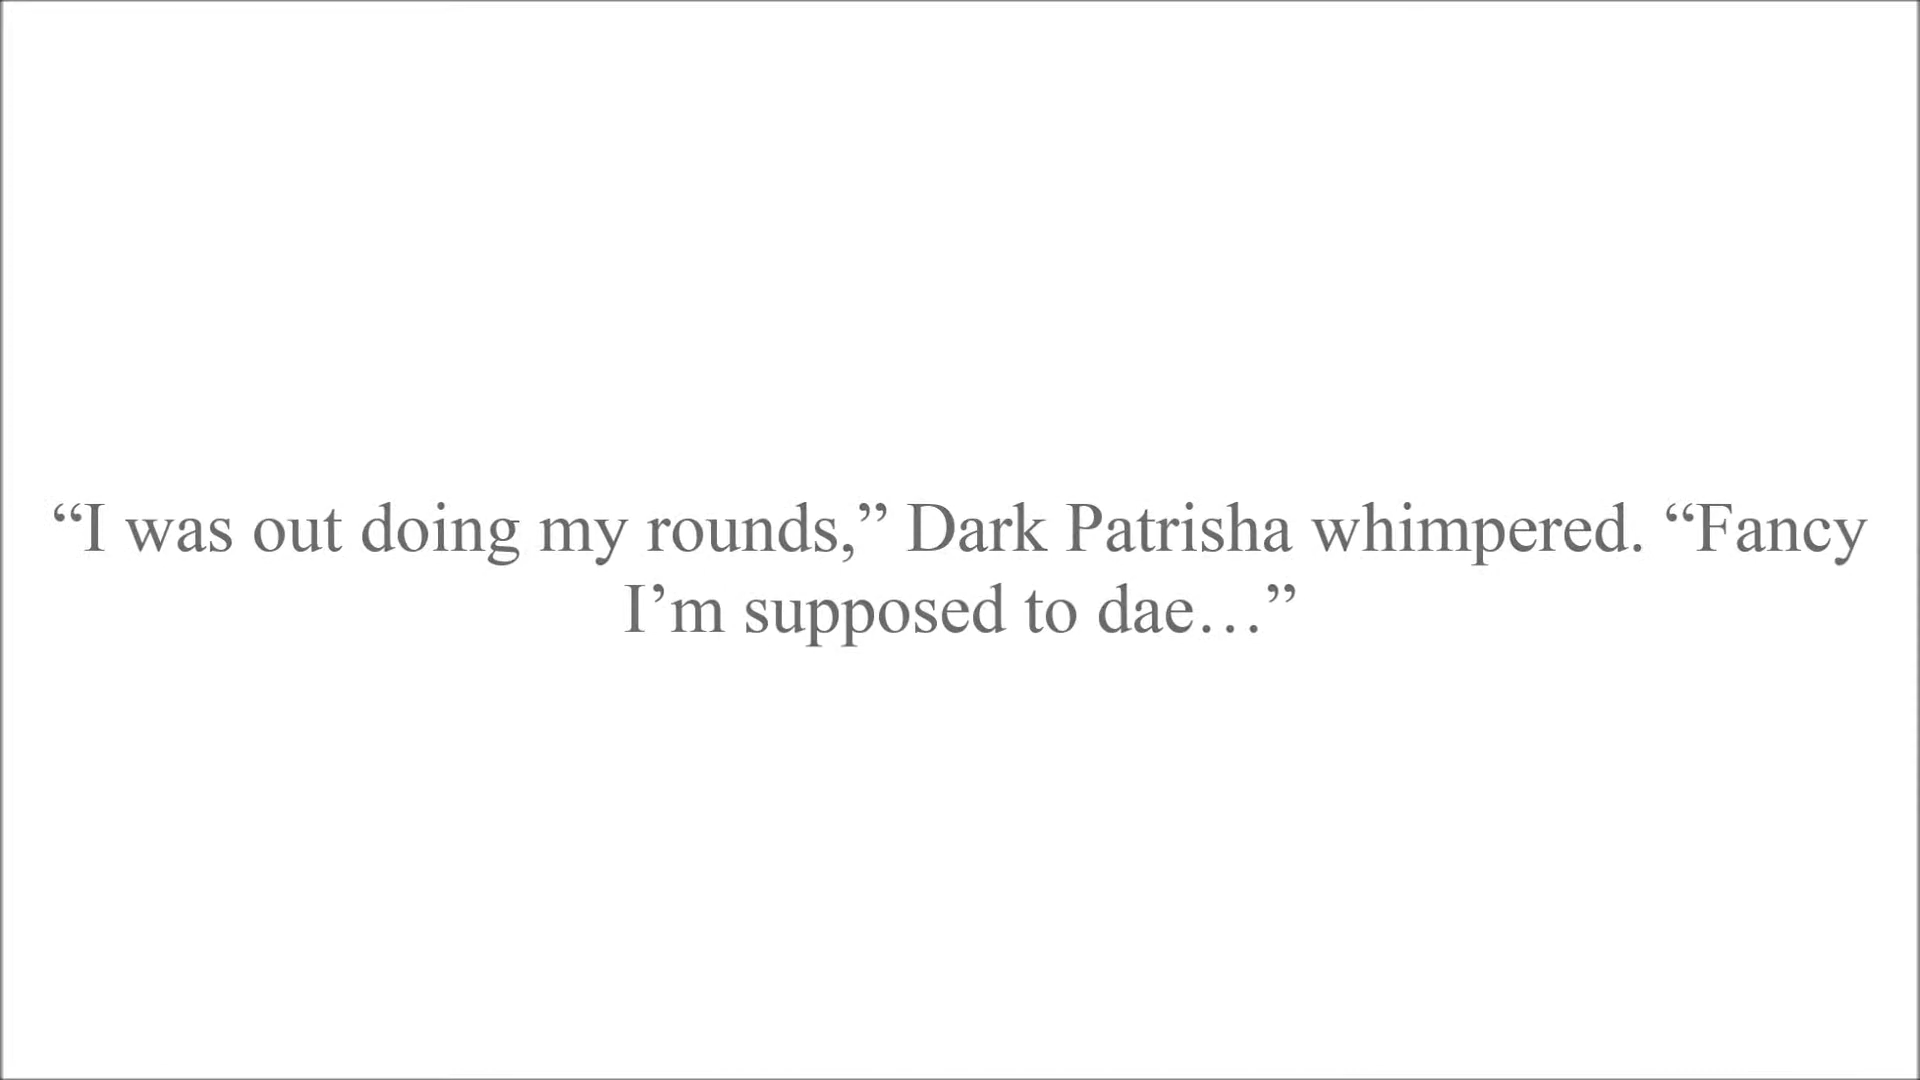 “I was out doing my rounds,” Dark Patrisha whimpered. “Fancy
I’m supposed to dae…”